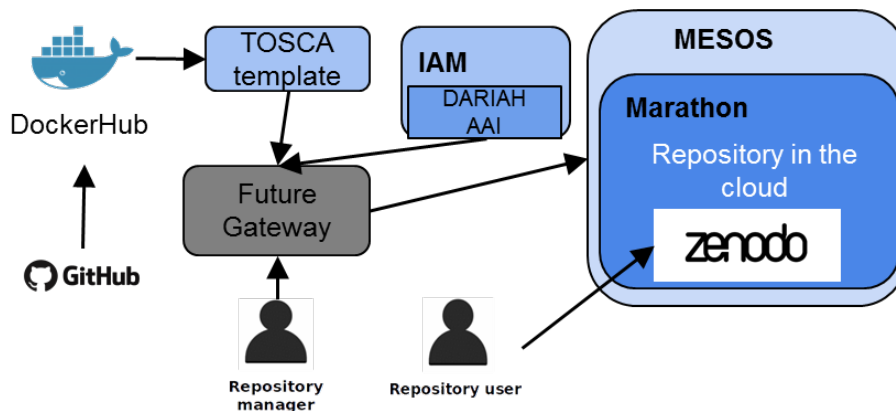 TOSCA
template
DockerHub
IAM
DARIAH
AAI
MESOS
Marathon
Repository in the
cloud
zenodo
Future
Gateway
GitHub
Repository
manager
Repository user